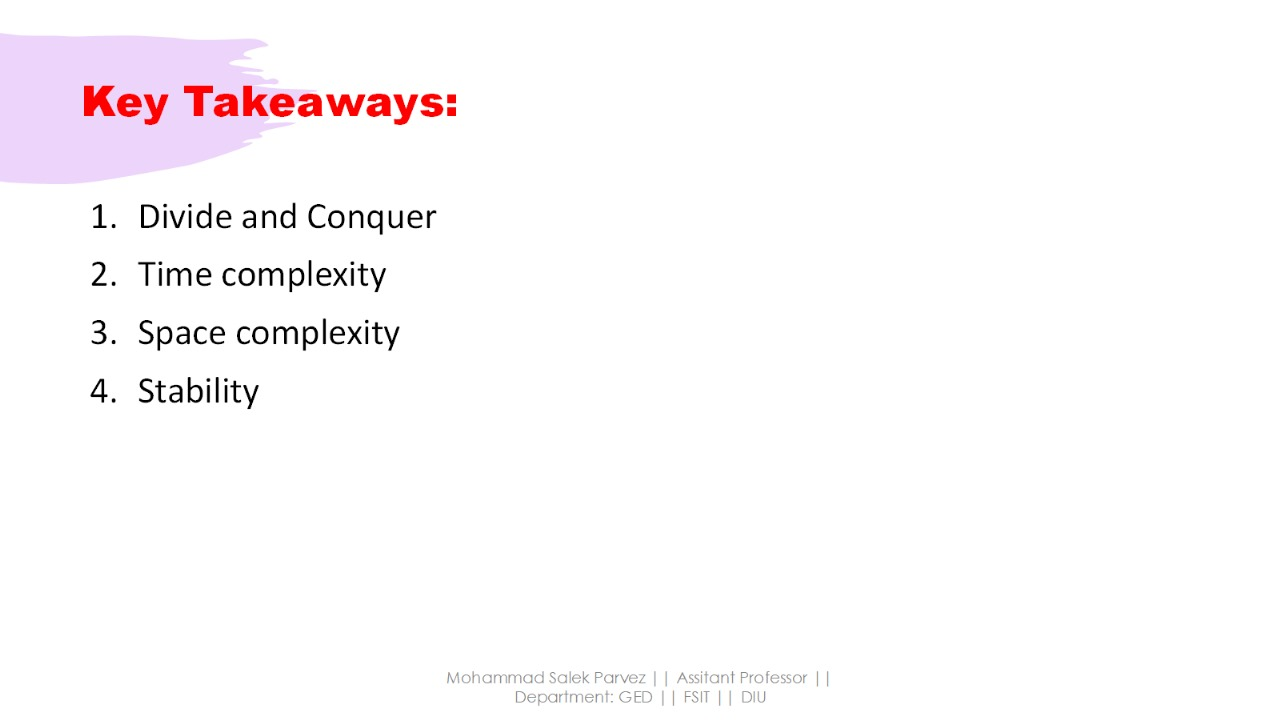 Key Takeaways:
1. Divide and Conquer
2. Time complexity
3. Space complexity
4. Stability
Mohammad Salek Parvez || Assitant Professor ||
Department: GED || FSIT || DIU